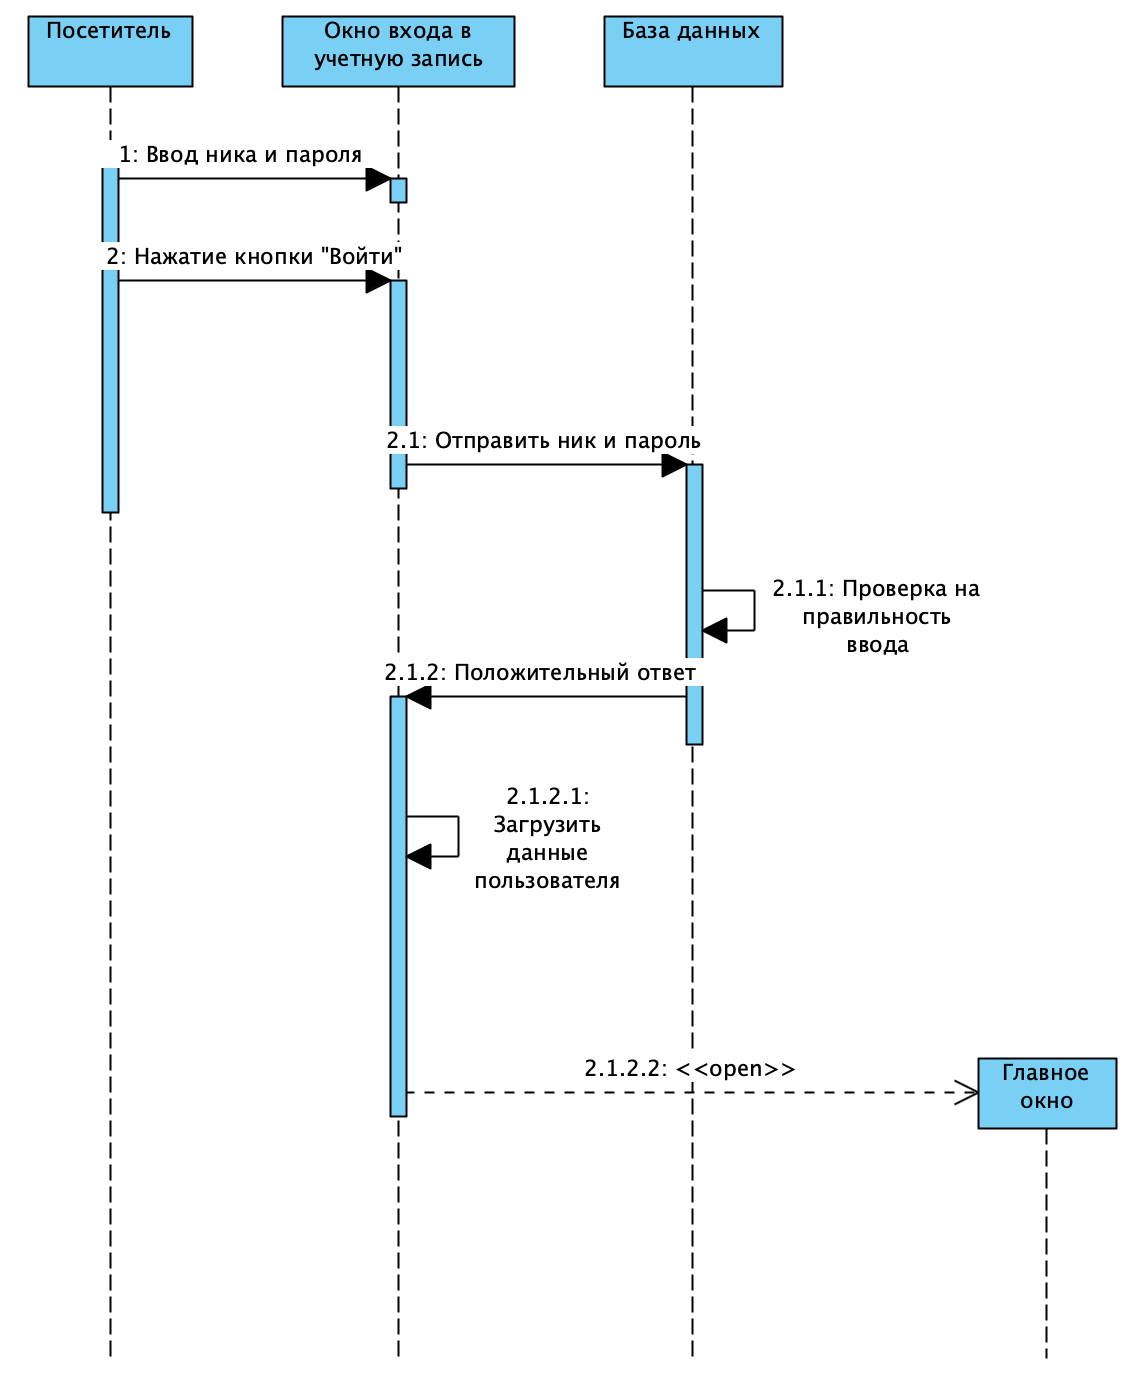 Посетитель
Окно входа в
учетную запись
База данных
1: Ввод ника и пароля
2: Нажатие кнопки "Войти"
2.1: Отправить ник и пароль
2.1.1: Проверка на
правильность
ввода
2.1.2: Положительный ответ
2.1.2.1:
Загрузить
данные
пользователя
2.1.2.2: <<open>>
Главное
окно